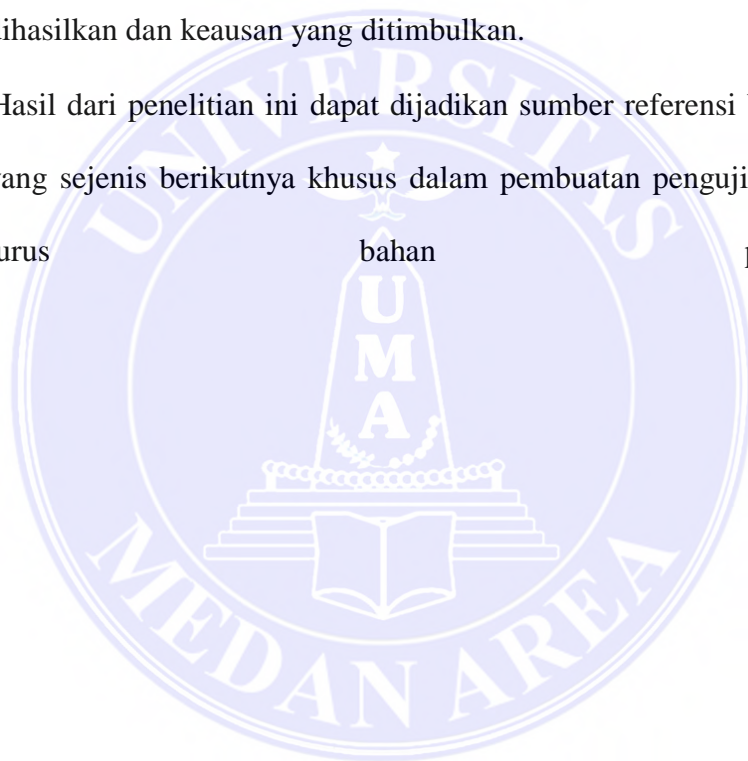 dihasilkan dan keausan yang ditimbulkan.
Hasil dari penelitian ini dapat dijadikan sumber referensi
yang sejenis berikutnya khusus dalam pembuatan penguji
urus bahan
UNIVERSITAS
U
M
A
MEDAN AREA